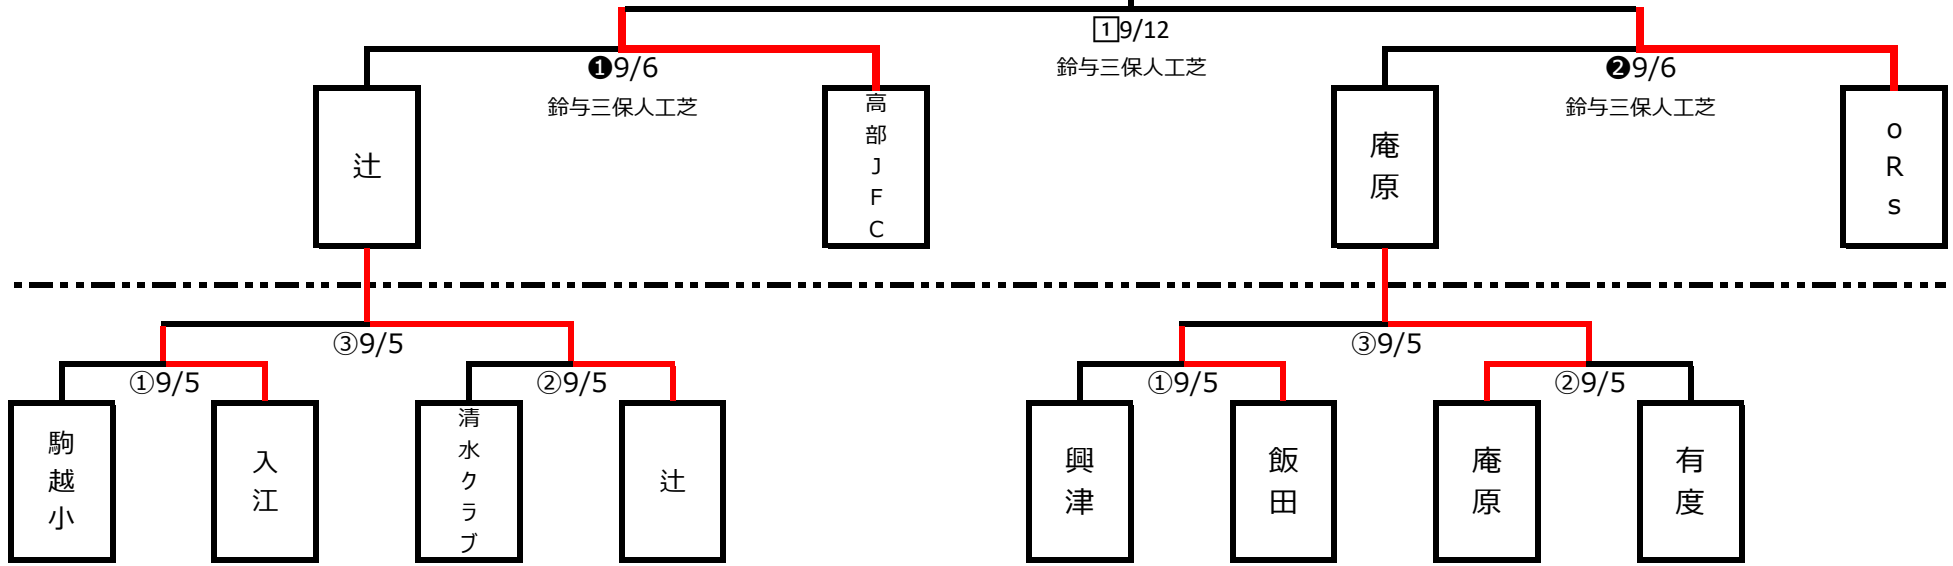 1 9/12
鈴与三保人工芝
❶9/6
鈴与三保人工芝
❷9/6
鈴与三保人工芝
辻
高部JFC
庵原
oRs
③9/5
③9/5
①9/5
②9/5
①9/5
②9/5
駒越小
入江
清水クラブ
辻
興津
飯田
庵原
有度